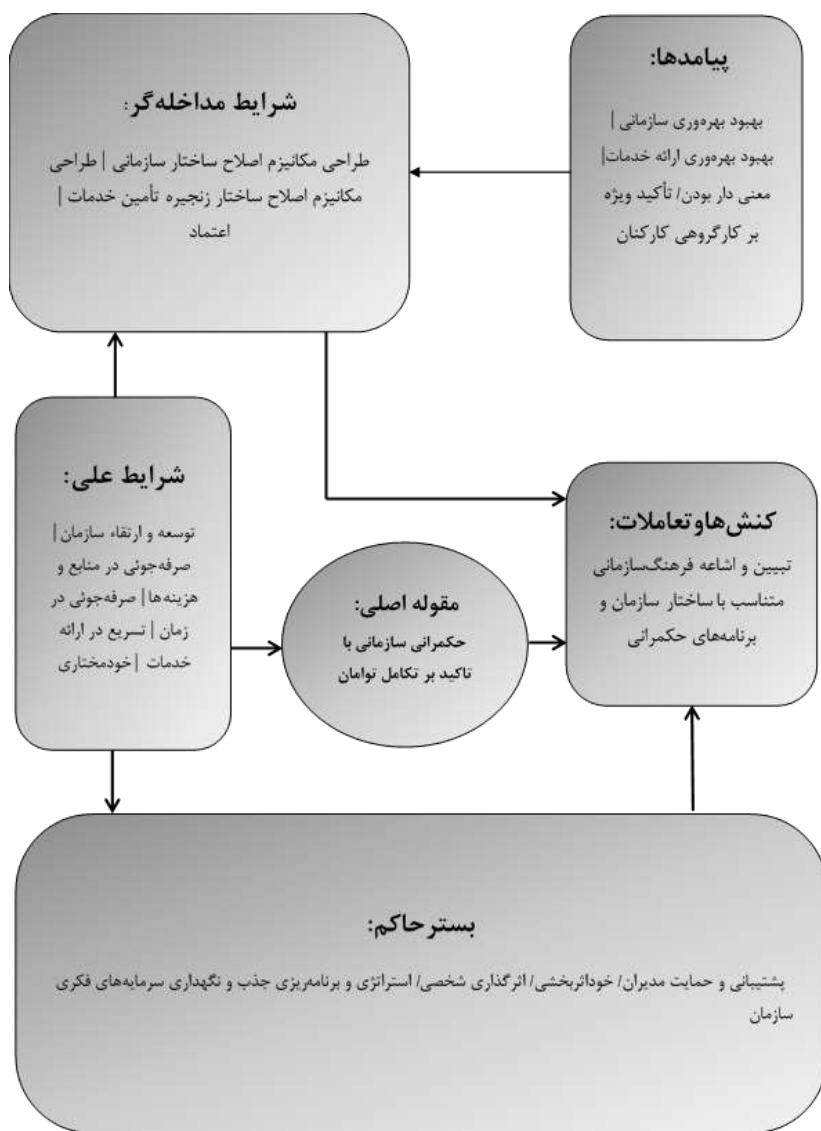 پیامدها:
بهبود بهره‌وری سازمانی |
بهبود بهره‌وری ارائه خدمات|
معنی دار بودن/ تأکید ویژه
بر کارگروهی کارکنان
شرایط مداخله‌گر:
طراحی مکانیزم اصلاح ساختار سازمانی | طراحی
مکانیزم اصلاح ساختار زنجیره تأمین خدمات |
اعتماد
شرایط علی:
توسعه و ارتقاء سازمان |
صرفه‌جوئی در منابع و
هزینه‌ها | صرفه‌جوئی در
زمان | تسریع در ارائه
خدمات | خودمختاری
مقوله اصلی:
حکمرانی سازمانی با
تاکید بر تکامل توامان
کنش‌هاوتعاملات:
تبیین و اشاعه فرهنگ‌سازمانی
متناسب با ساختار سازمان و
برنامه‌های حکمرانی
بسترحاکم:
پشتیبانی و حمایت مدیران/ خوداثربخشی/ اثرگذاری شخصی/ استراتژی و برنامه‌ریزی جذب و نگهداری سرمایه‌های فکری
سازمان